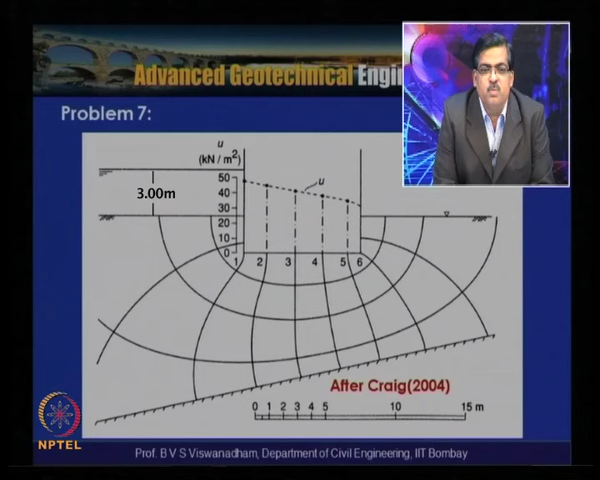 Advanced Geotechnical Engi
Problem 7:
u
(kN / m²)
50
40
30
20
10
0
u
3.00m
1 2 3 4 5 6
After Craig(2004)
0 1 2 3 4 5 10 15 m
NPTEL
Prof. B V S Viswanadham, Department of Civil Engineering, IIT Bombay